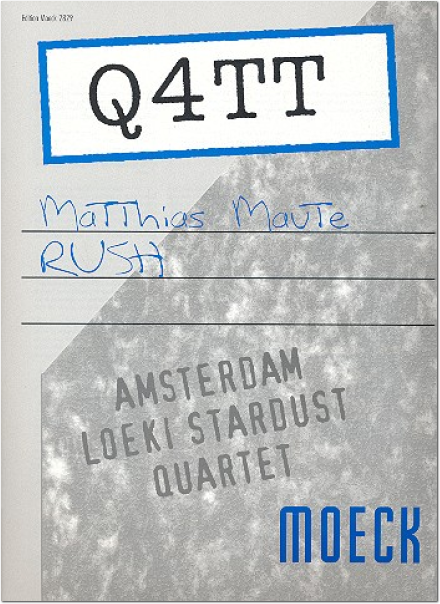 Edition Moeck 2829
Q4TT
Matthias Maute
RUSH
AMSTERDAM
LOEKI STARDUST
QUARTET
MOECK